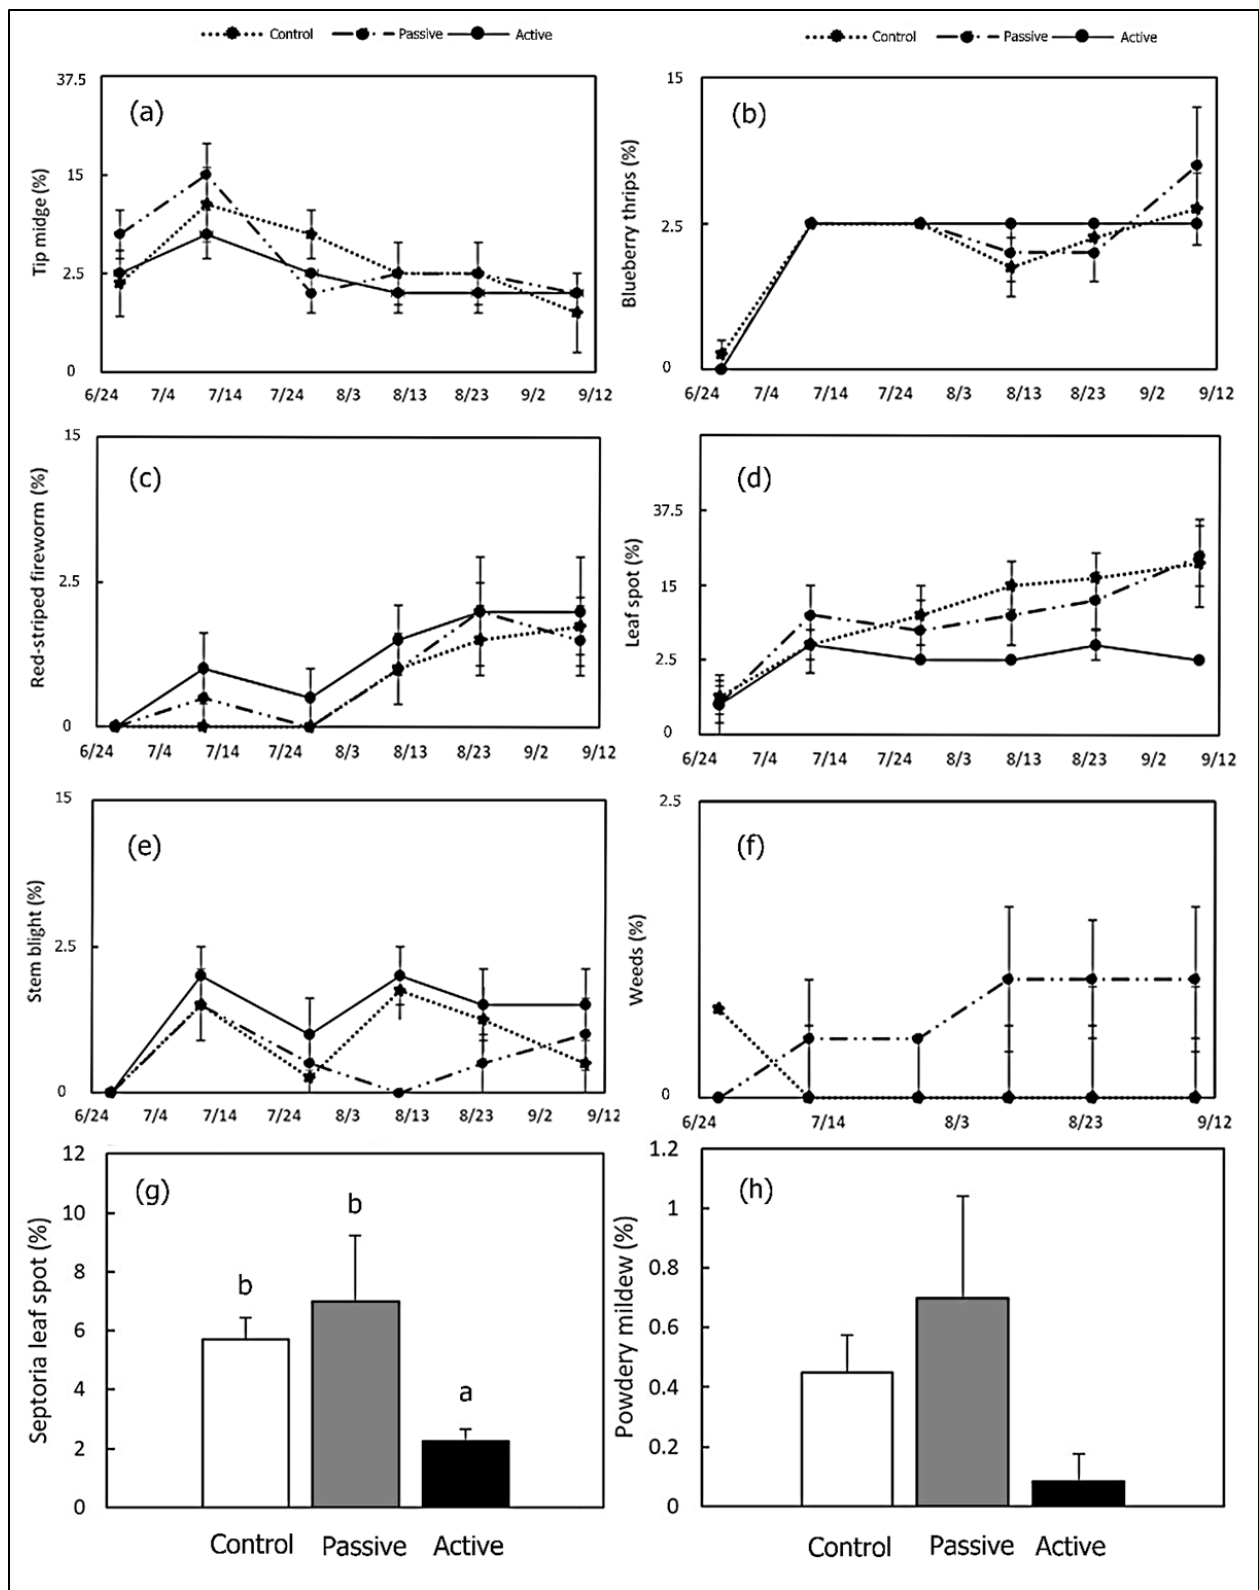 Control Passive Active
Control Passive Active
37.5
15
2.5
0
Tip midge (%)
(a)
6/24 7/4 7/14 7/24 8/3 8/13 8/23 9/2 9/12
15
2.5
0
Blueberry thrips (%)
(b)
6/24 7/4 7/14 7/24 8/3 8/13 8/23 9/2 9/12
15
2.5
0
Red-striped fireworm (%)
(c)
6/24 7/4 7/14 7/24 8/3 8/13 8/23 9/2 9/12
37.5
15
2.5
0
Leaf spot (%)
(d)
6/24 7/4 7/14 7/24 8/3 8/13 8/23 9/2 9/12
15
2.5
0
Stem blight (%)
(e)
6/24 7/4 7/14 7/24 8/3 8/13 8/23 9/2 9/12
2.5
0
Weeds (%)
(f)
6/24 7/14 8/3 8/23 9/12
12
10
8
6
4
2
0
Septoria leaf spot (%)
(g)
b
b
a
Control Passive Active
1.2
1
0.8
0.6
0.4
0.2
0
Powdery mildew (%)
(h)
Control Passive Active